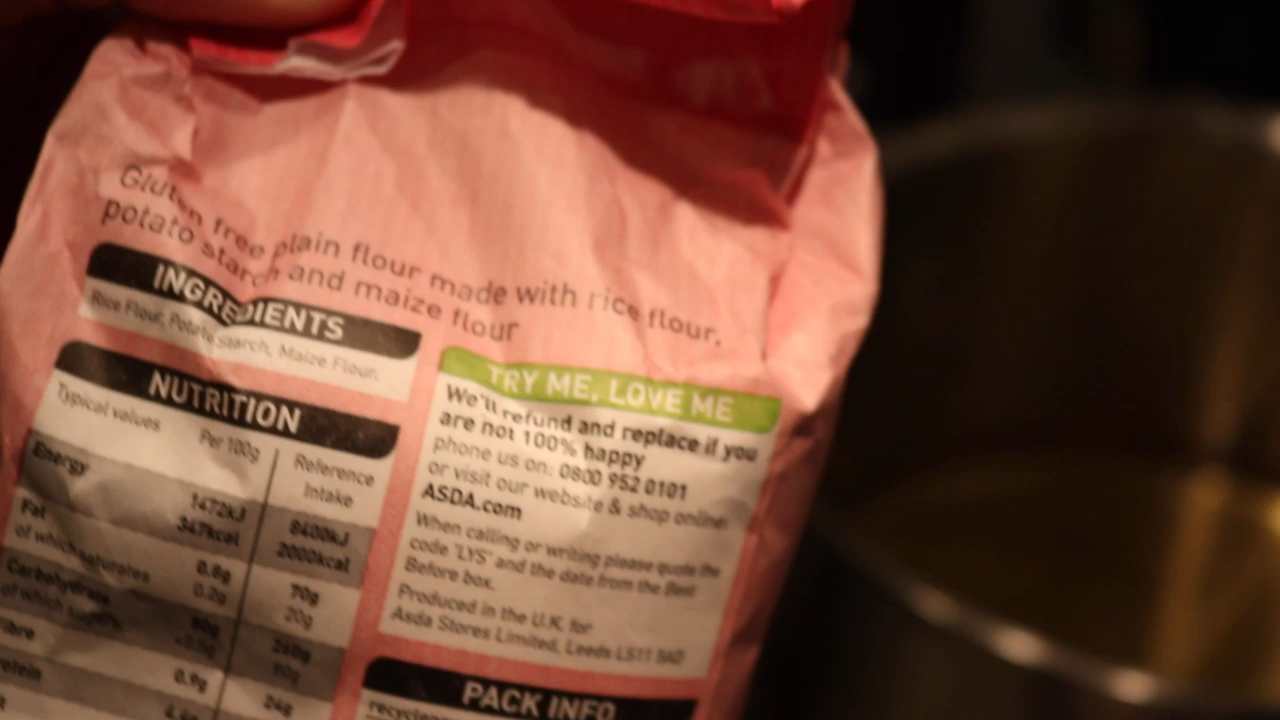 Gluten free plain flour made with rice flour,
potato starch and maize flour
INGREDIENTS
Rice Flour, Potato Starch, Maize Flour.
NUTRITION
Typical values Per 100g Reference
Intake
Energy 1472kJ 8400kJ
347kcal 2000kcal
Fat 0.8g 70g
of which saturates 0.2g 20g
Carbohydrate 80g 260g
of which sugars <0.5g 90g
0.9g 24g
TRY ME, LOVE ME
We'll refund and replace if you
are not 100% happy
phone us on: 0800 952 0101
or visit our website & shop online:
ASDA.com
When calling or writing please quote the
code "LYS" and the date from the Best
Before box.
Produced in the U.K. for
Asda Stores Limited, Leeds LS11 5AD
PACK INFO